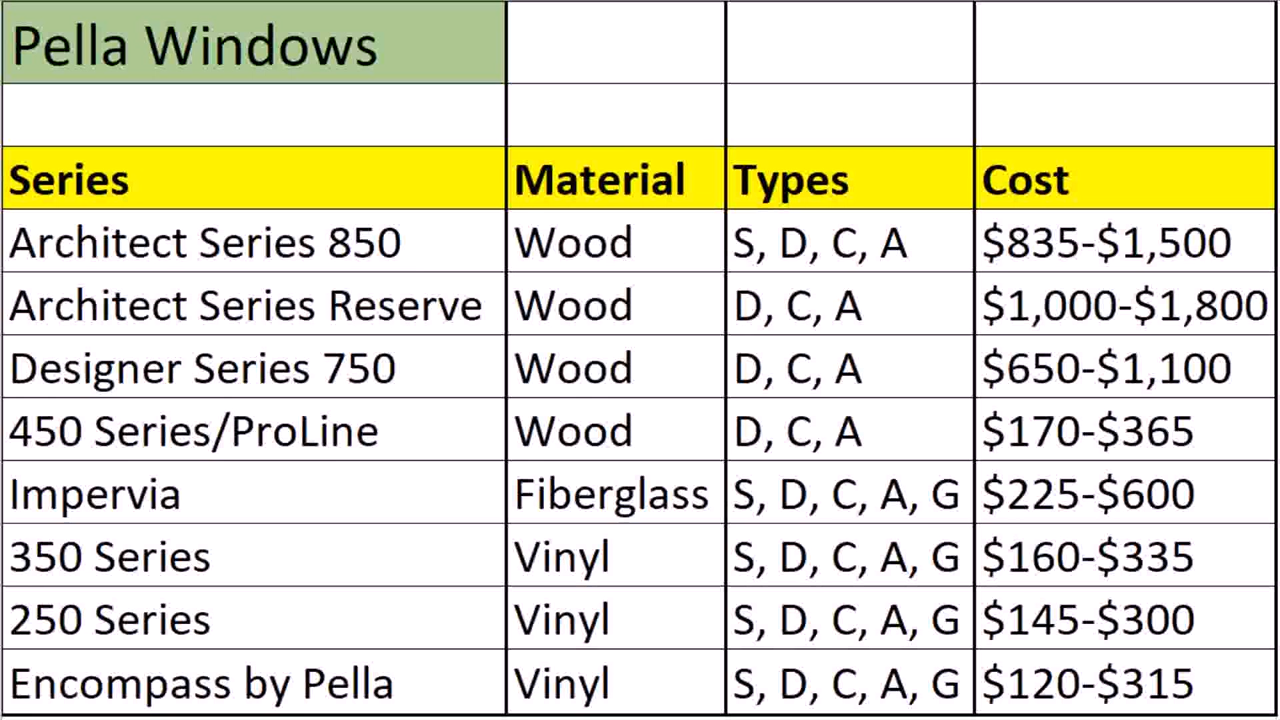 Pella Windows
Series Material Types Cost
Architect Series 850 Wood S, D, C, A $835-$1,500
Architect Series Reserve Wood D, C, A $1,000-$1,800
Designer Series 750 Wood D, C, A $650-$1,100
450 Series/ProLine Wood D, C, A $170-$365
Impervia Fiberglass S, D, C, A, G $225-$600
350 Series Vinyl S, D, C, A, G $160-$335
250 Series Vinyl S, D, C, A, G $145-$300
Encompass by Pella Vinyl S, D, C, A, G $120-$315